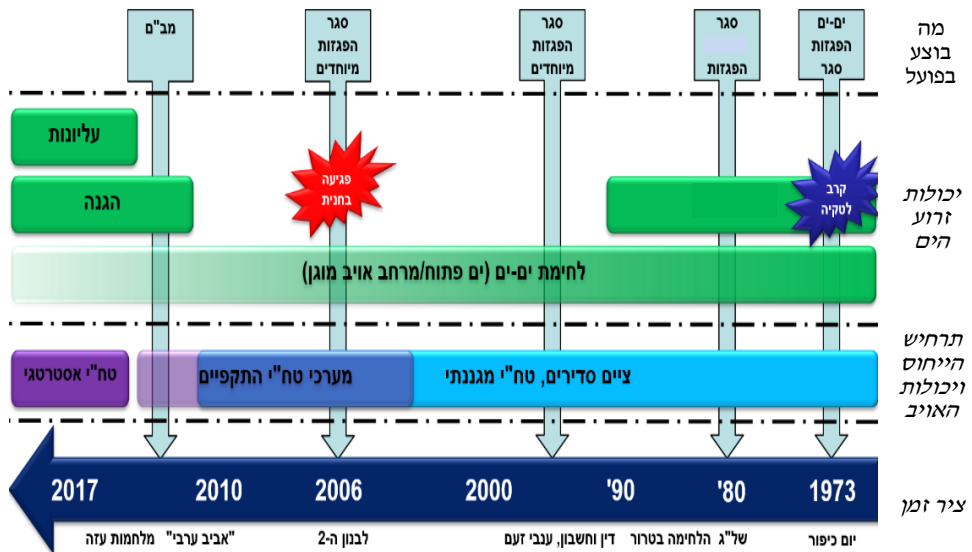 מה
בוצע
בפועל
ים-ים
הפגזות
סגר
סגר
הפגזות
סגר
הפגזות
מיוחדים
סגר
הפגזות
מיוחדים
מב"ם
יכולות
זרוע
הים
קרב
לטקיה
פגיעה
בחנית
עליונות
הגנה
לחימת ים-ים (ים פתוח/מרחב אויב מוגן)
תרחיש
הייחוס
ויכולות
האויב
ציים סדירים, טח"י מגננתי
מערכי טח"י התקפיים
טח"י אסטרטגי
ציר זמן
1973
'80
'90
2000
2006
2010
2017
יום כיפור
של"ג הלחימה בטרור
דין וחשבון, ענבי זעם
לבנון ה-2
"אביב ערבי" מלחמות עזה